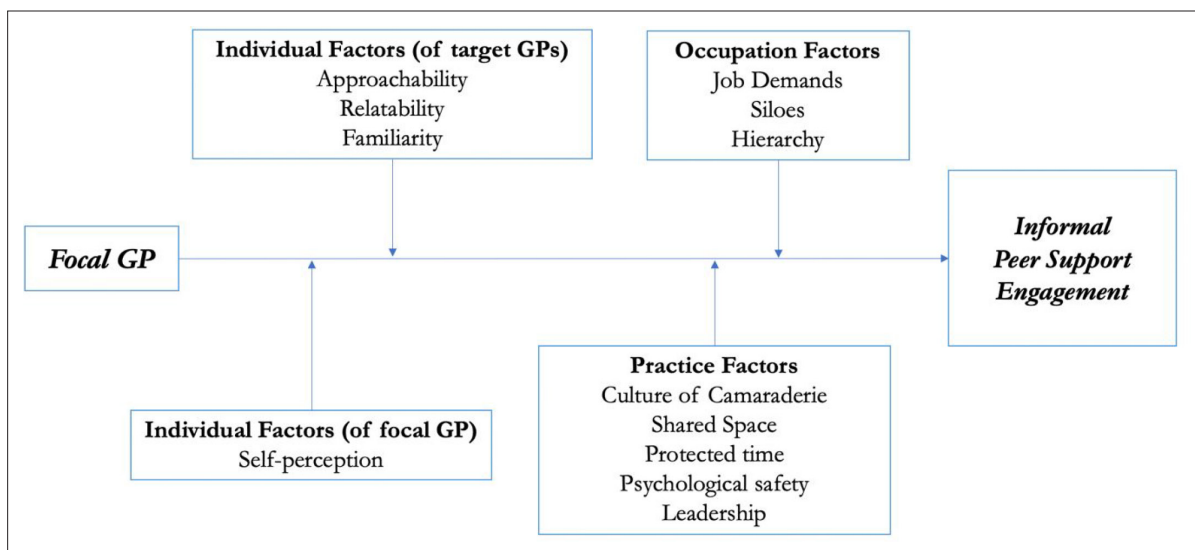 Individual Factors (of target GPs)
Approachability
Relatability
Familiarity
Occupation Factors
Job Demands
Siloes
Hierarchy
Focal GP
Informal
Peer Support
Engagement
Individual Factors (of focal GP)
Self-perception
Practice Factors
Culture of Camaraderie
Shared Space
Protected time
Psychological safety
Leadership